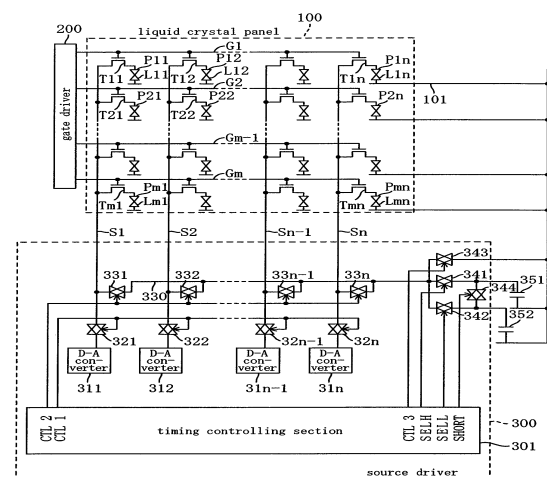 liquid crystal panel
100
200
gate driver
G1
P11 P12 P1n
T11 L11 T12 L12 T1n L1n
G2
P21 P22 P2n
101
T21 T22 T2n
Gm-1
Gm
Pm1 Pmn
Tm1 Lm1 Tmn Lmn
S1 S2 Sn-1 Sn
343
331 332 33n-1 33n 341 344 351
330
342 352
321 322 32n-1 32n
D-A con- verter D-A con- verter D-A con- verter D-A con- verter
311 312 31n-1 31n
CTL 2
CTL 1
timing controlling section
CTL 3
SELH
SELL
SHORT
300
301
source driver